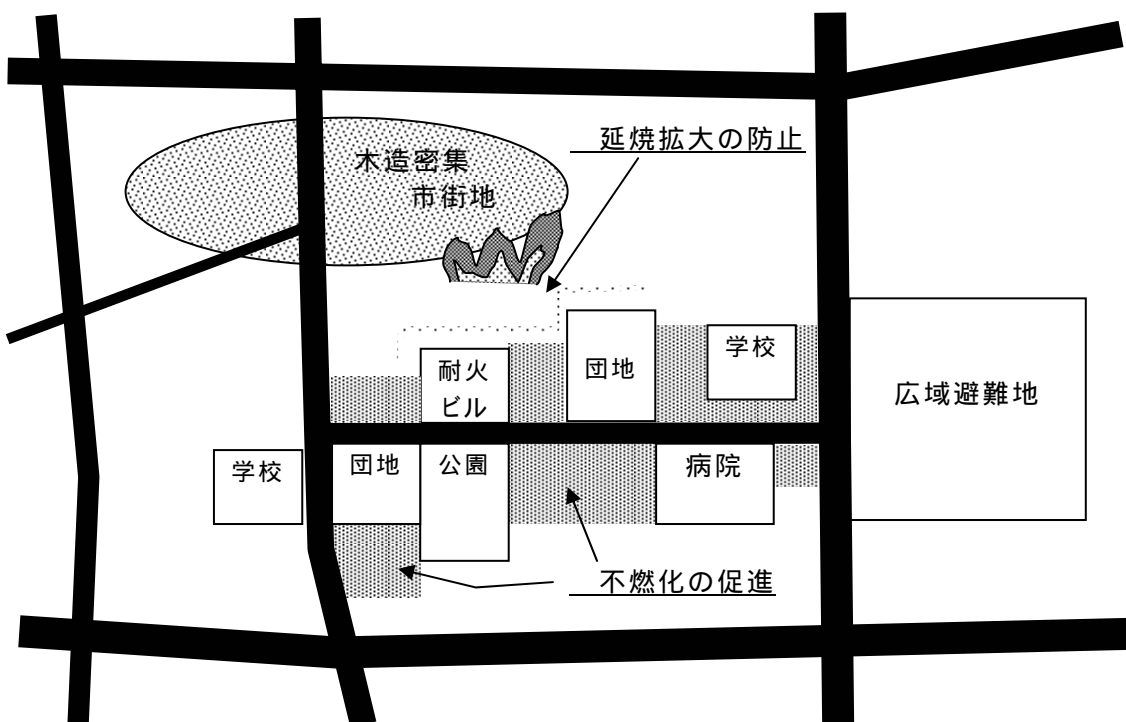 延焼拡大の防止
木造密集
市街地
学校
団地
耐火
ビル
広域避難地
学校
団地
公園
病院
不燃化の促進